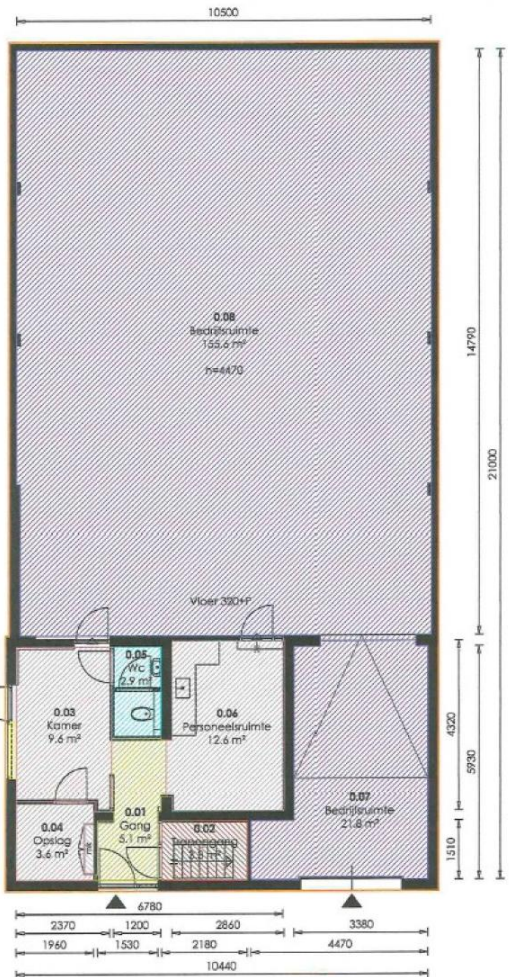 10500
0.08
Bedrijfsruimte
155.6 m²
h=4470
14790
21000
Vloer 320+P
0.05
Wc
2.9 m²
0.03
Kamer
9.6 m²
0.06
Personeelsruimte
12.6 m²
4320
5930
0.07
Bedrijfsruimte
21.8 m²
0.01
Gang
5.1 m²
0.02
0.04
Opslag
3.6 m²
mk
1510
6780
2370
1200
2860
3380
1960
1530
2180
4470
10440